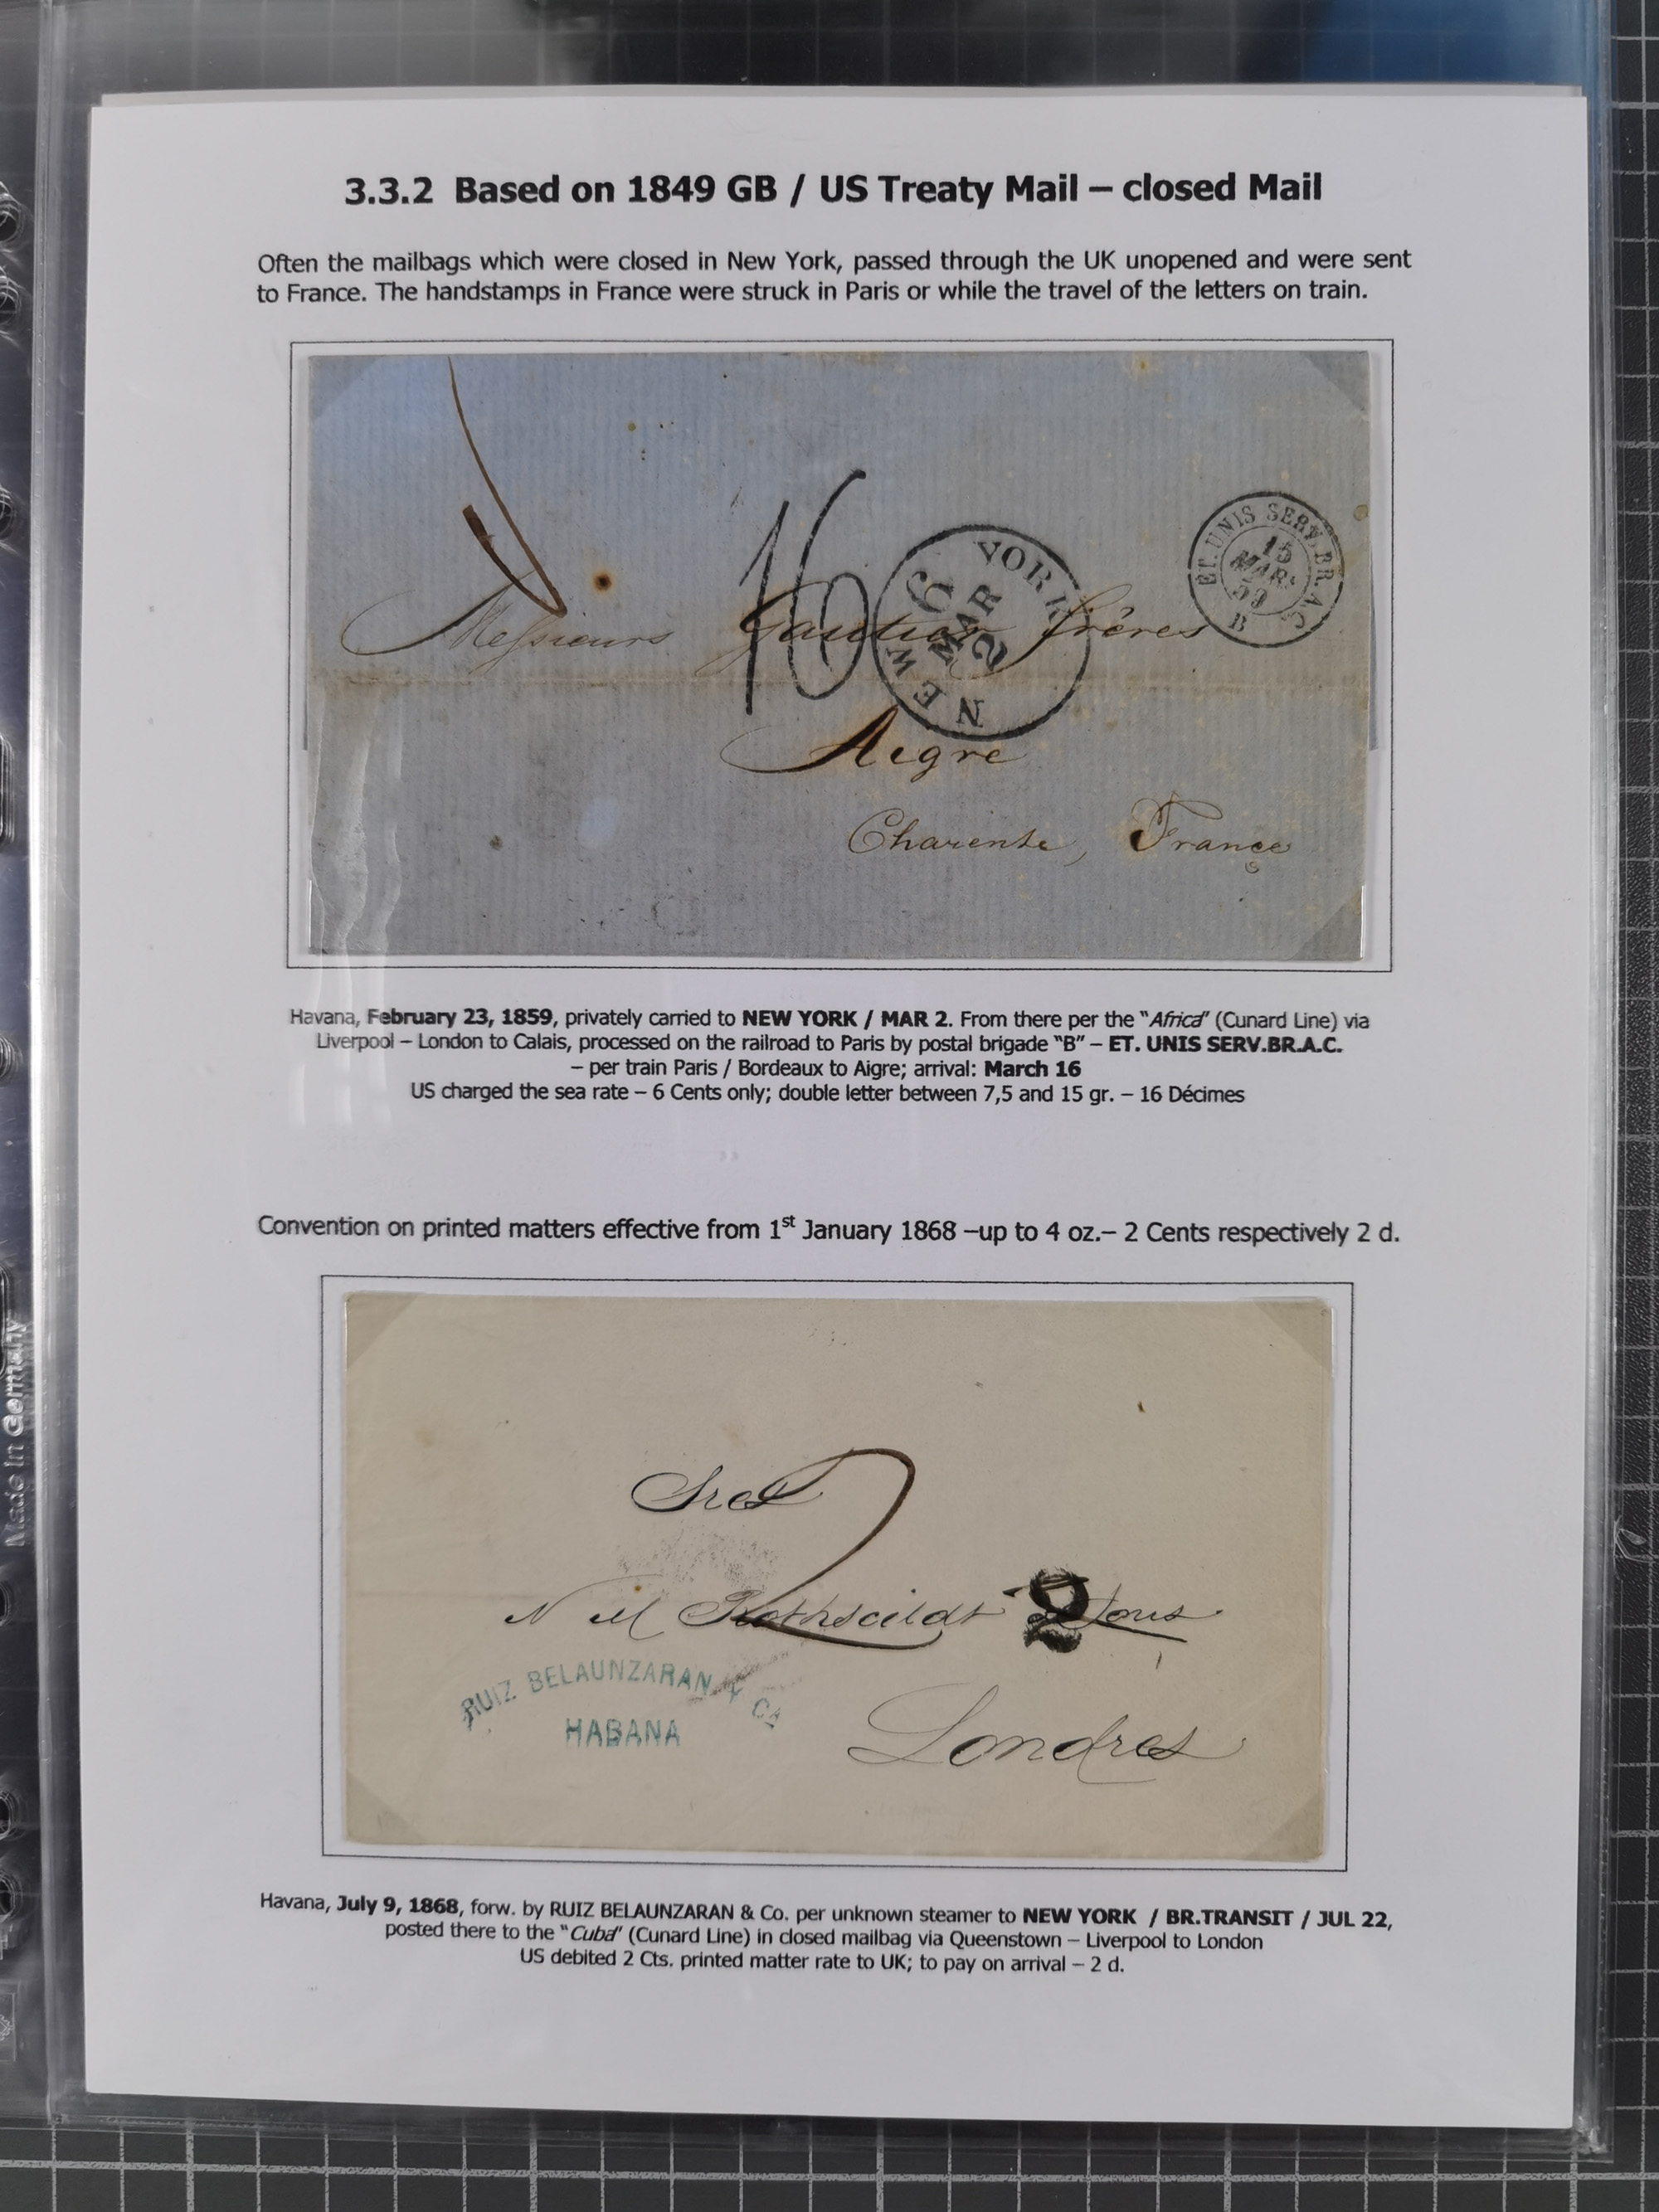 3.3.2 Based on 1849 GB / US Treaty Mail – closed Mail
Often the mailbags which were closed in New York, passed through the UK unopened and were sent
to France. The handstamps in France were struck in Paris or while the travel of the letters on train.
16
NEW YORK
6
MAR
2
ET. UNIS SERV. BR. A.C.
15
MARS
59
B
Messieurs Gautier frères
Aigre
Charente, France
Havana, February 23, 1859, privately carried to NEW YORK / MAR 2. From there per the "Africa" (Cunard Line) via
Liverpool – London to Calais, processed on the railroad to Paris by postal brigade "B" – ET. UNIS SERV.BR.A.C.
– per train Paris / Bordeaux to Aigre; arrival: March 16
US charged the sea rate – 6 Cents only; double letter between 7,5 and 15 gr. – 16 Décimes
Convention on printed matters effective from 1st January 1868 –up to 4 oz.– 2 Cents respectively 2 d.
Sres
2
N M Rothscildt & Sons
2
RUIZ BELAUNZARAN Y CA
HABANA
Londres
Havana, July 9, 1868, forw. by RUIZ BELAUNZARAN & Co. per unknown steamer to NEW YORK / BR.TRANSIT / JUL 22,
posted there to the "Cuba" (Cunard Line) in closed mailbag via Queenstown – Liverpool to London
US debited 2 Cts. printed matter rate to UK; to pay on arrival – 2 d.
Made in Germany